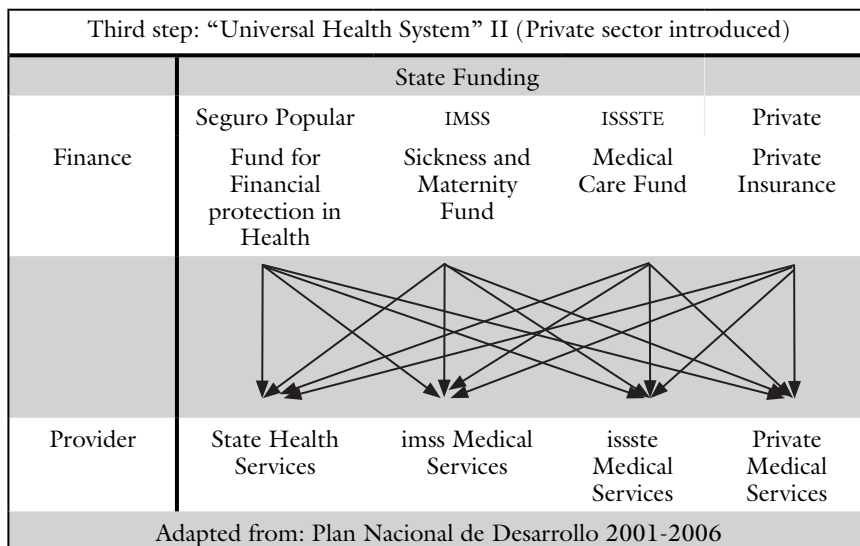 Third step: “Universal Health System” II (Private sector introduced)
State Funding
Seguro Popular IMSS ISSSTE Private
Finance Fund for Sickness and Medical Private
Financial Maternity Care Fund Insurance
protection in Fund
Health
Provider State Health imss Medical issste Private
Services Services Medical Medical
Services Services
Adapted from: Plan Nacional de Desarrollo 2001-2006